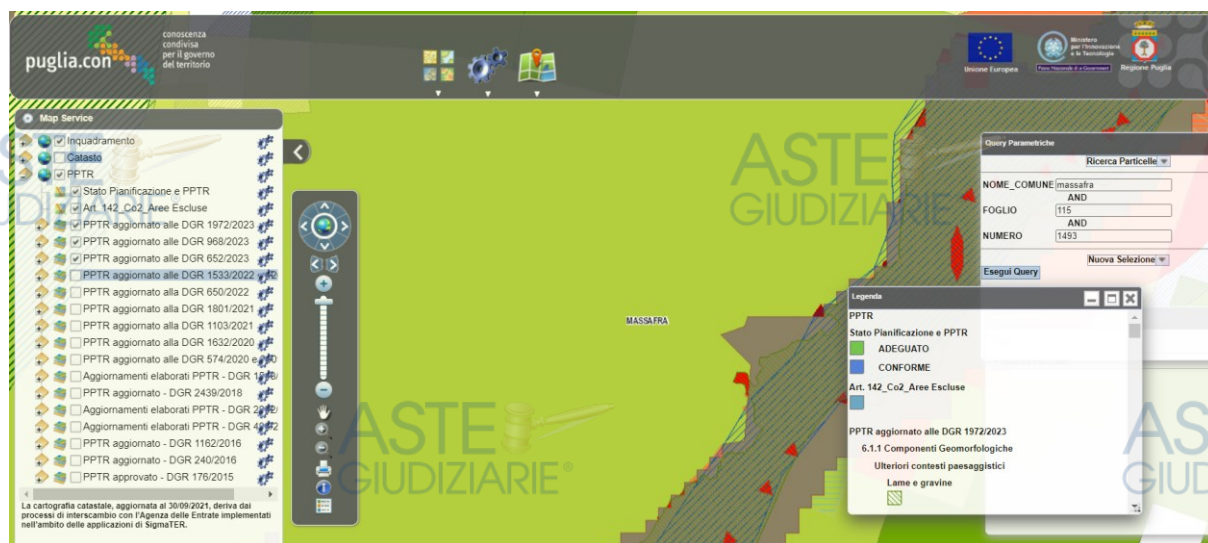 puglia.con
conoscenza
condivisa
per il governo
del territorio
Unione Europea
Ministero
per l'Innovazione
e le Tecnologie
Regione Puglia
Map Service
Inquadramento
Catasto
PPTR
Stato Pianificazione e PPTR
Art. 142_Co2_Aree Escluse
PPTR aggiornato alle DGR 1972/2023
PPTR aggiornato alle DGR 968/2023
PPTR aggiornato alle DGR 652/2023
PPTR aggiornato alle DGR 1533/2022
PPTR aggiornato alla DGR 650/2022
PPTR aggiornato alla DGR 1801/2021
PPTR aggiornato alla DGR 1103/2021
PPTR aggiornato alla DGR 1632/2020
PPTR aggiornato alle DGR 574/2020 e
Aggiornamenti elaborati PPTR - DGR
PPTR aggiornato - DGR 2439/2018
Aggiornamenti elaborati PPTR - DGR
Aggiornamenti elaborati PPTR - DGR
PPTR aggiornato - DGR 1162/2016
PPTR aggiornato - DGR 240/2016
PPTR approvato - DGR 176/2015
La cartografia catastale, aggiornata al 30/09/2021, deriva dai
processi di interscambio con l'Agenzia delle Entrate implementati
nell'ambito delle applicazioni di SigmaTER.
MASSAFRA
Query Parametriche
Ricerca Particelle
NOME_COMUNE massafra
AND
FOGLIO 115
AND
NUMERO 1493
Nuova Selezione
Esegui Query
Legenda
PPTR
Stato Pianificazione e PPTR
ADEGUATO
CONFORME
Art. 142_Co2_Aree Escluse
PPTR aggiornato alle DGR 1972/2023
6.1.1 Componenti Geomorfologiche
Ulteriori contesti paesaggistici
Lame e gravine
ASTE
GIUDIZIARIE
ASTE
GIUDIZIARIE®